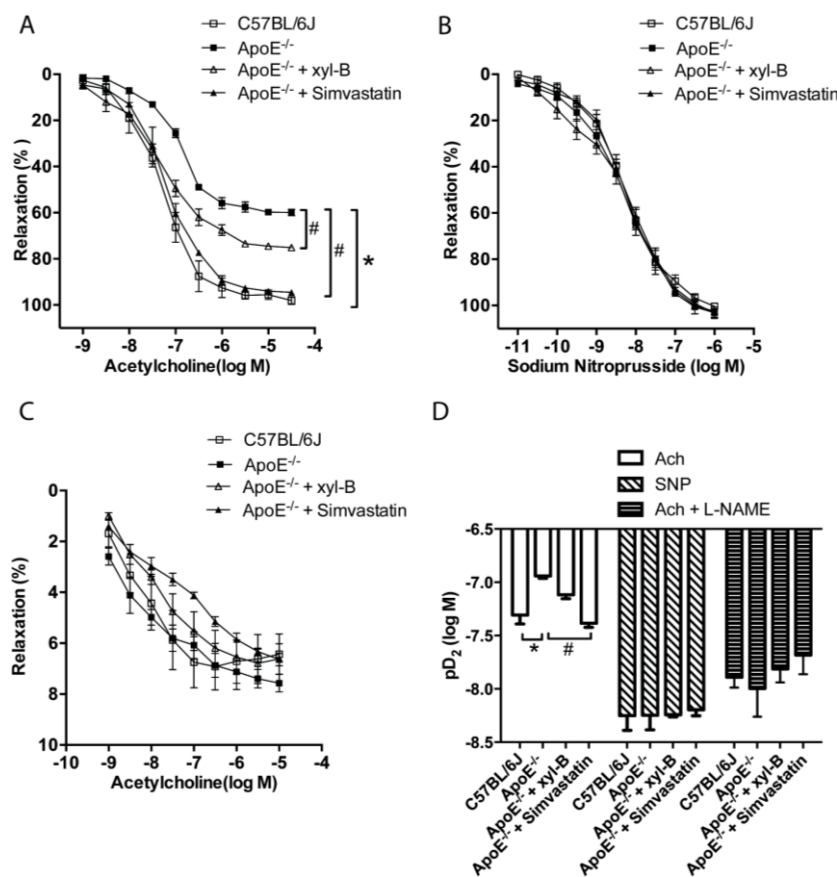 A
C57BL/6J
ApoE-/-
ApoE-/- + xyl-B
ApoE-/- + Simvastatin
0
20
40
60
80
100
Relaxation (%)
#
#
*
-9 -8 -7 -6 -5 -4
Acetylcholine(log M)
B
C57BL/6J
ApoE-/-
ApoE-/- + xyl-B
ApoE-/- + Simvastatin
0
20
40
60
80
100
Relaxation (%)
-11 -10 -9 -8 -7 -6 -5
Sodium Nitroprusside (log M)
C
C57BL/6J
ApoE-/-
ApoE-/- + xyl-B
ApoE-/- + Simvastatin
0
2
4
6
8
10
Relaxation (%)
-10 -9 -8 -7 -6 -5 -4
Acetylcholine(log M)
D
Ach
SNP
Ach + L-NAME
-6.5
-7.0
-7.5
-8.0
-8.5
pD2 (log M)
* #
C57BL/6J
ApoE-/-
ApoE-/- + xyl-B
ApoE-/- + Simvastatin
C57BL/6J
ApoE-/-
ApoE-/- + xyl-B
ApoE-/- + Simvastatin
C57BL/6J
ApoE-/-
ApoE-/- + xyl-B
ApoE-/- + Simvastatin